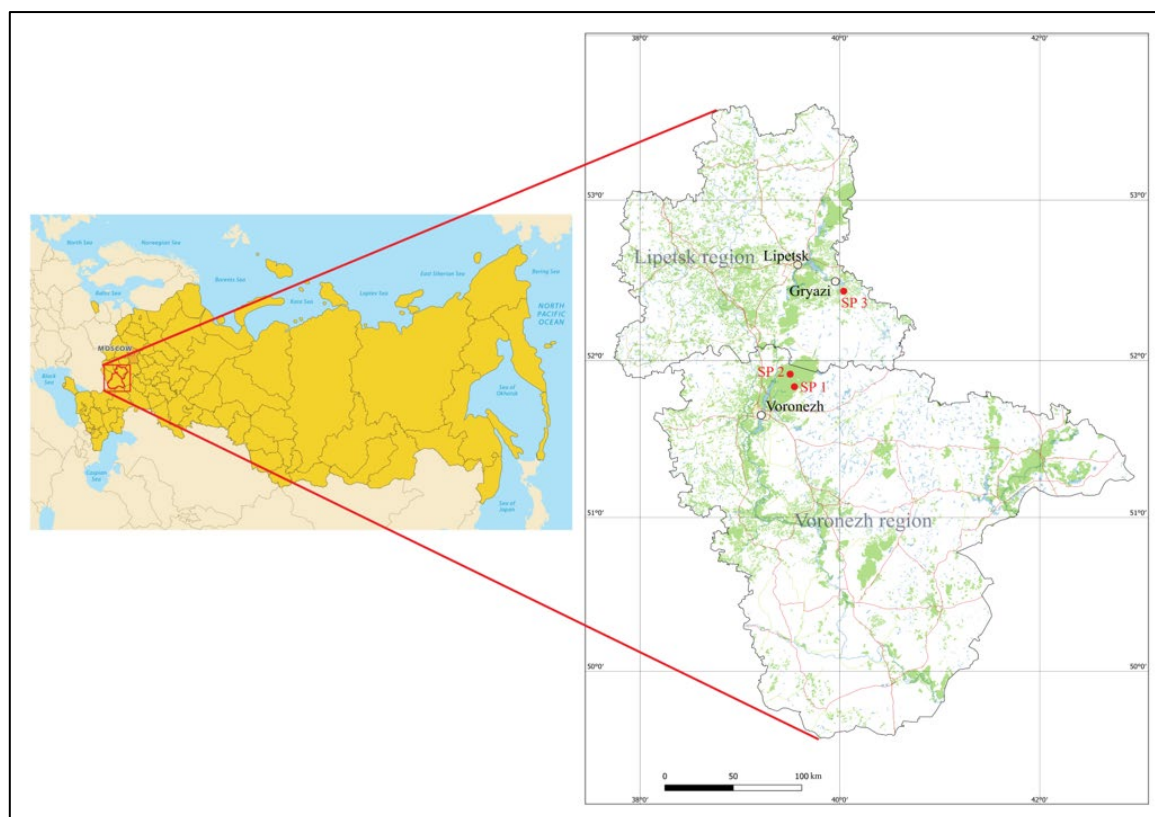 38°0'
40°0'
42°0'
53°0'
53°0'
Lipetsk
Lipetsk region
Gryazi
SP 3
52°0'
52°0'
SP 2
SP 1
Voronezh
51°0'
51°0'
Voronezh region
50°0'
50°0'
0 50 100 km
38°0'
40°0'
42°0'
North Sea
Norwegian Sea
Barents Sea
Kara Sea
Laptev Sea
East Siberian Sea
Bering Sea
NORTH
PACIFIC
OCEAN
MOSCOW
Black
Sea
Caspian
Sea
Sea of
Okhotsk
Sea of
Japan